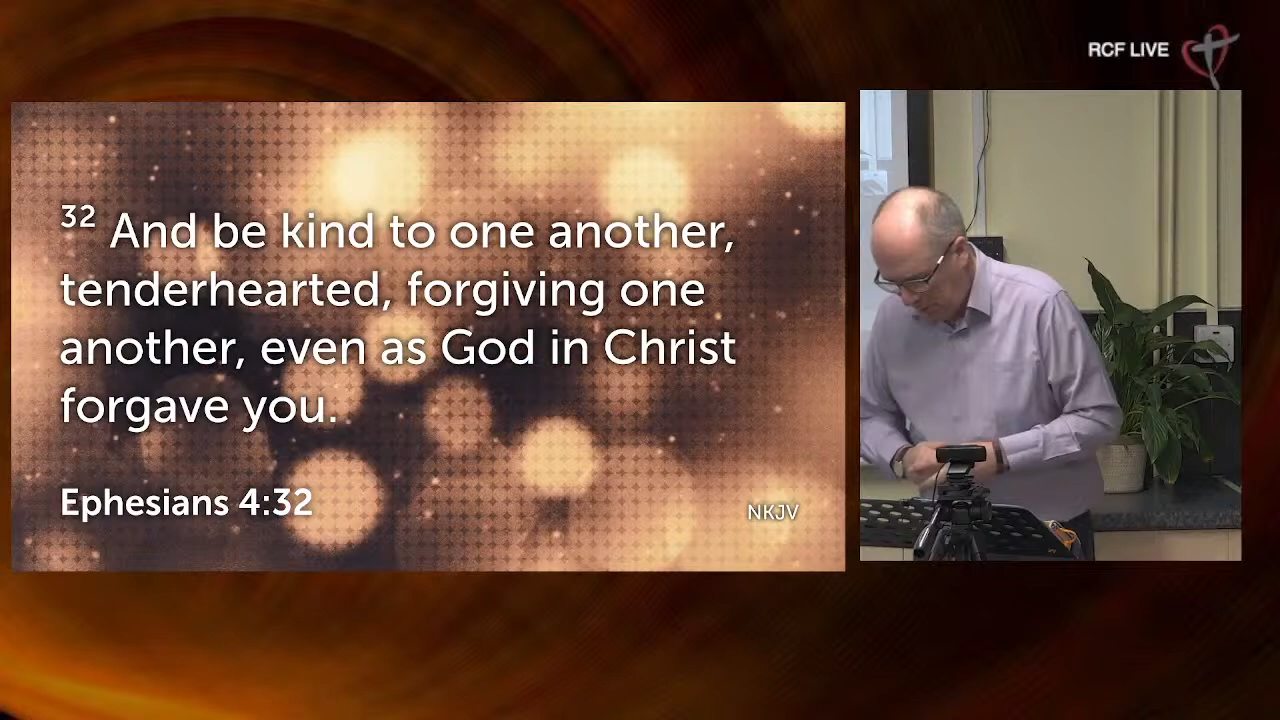 RCF LIVE
32 And be kind to one another,
tenderhearted, forgiving one
another, even as God in Christ
forgave you.
Ephesians 4:32
NKJV